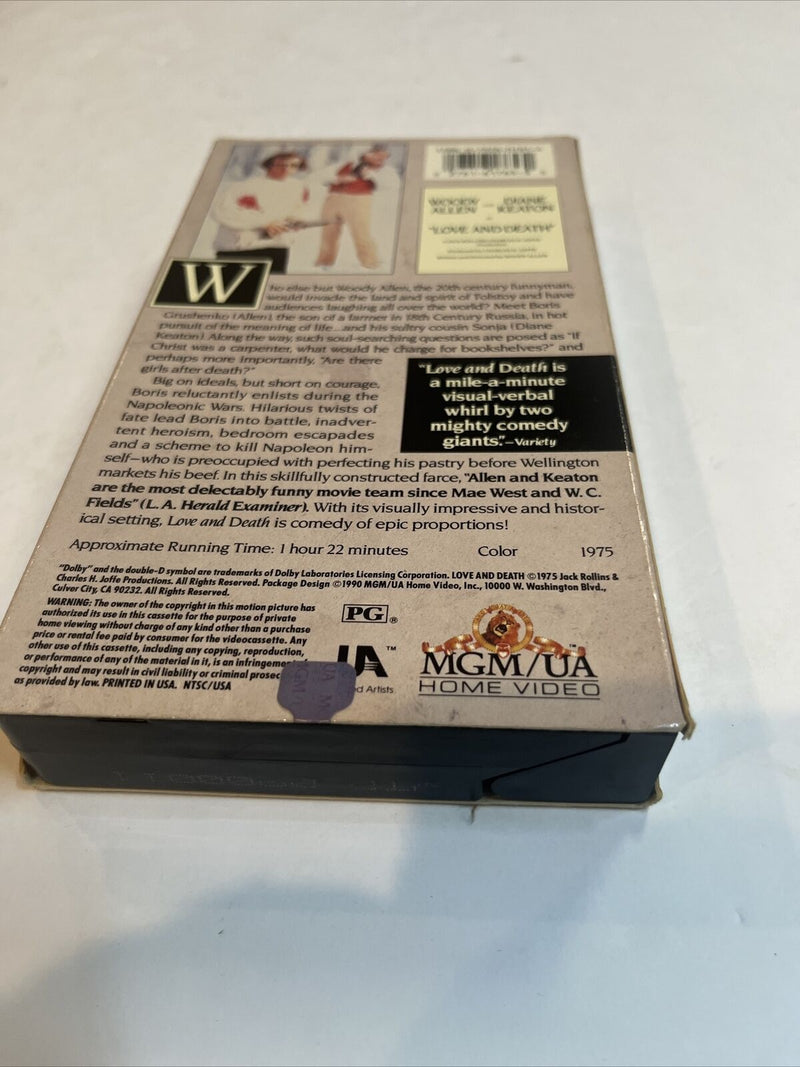 WOODY ALLEN DIANE KEATON
"LOVE AND DEATH"
Who else but Woody Allen, the 20th century funnyman,
would invade the land and spirit of Tolstoy and have
audiences laughing all over the world? Meet Boris
Grushenko (Allen), the son of a farmer in 19th Century Russia, in hot
pursuit of the meaning of life...and his sultry cousin Sonja (Diane
Keaton). Along the way, such soul-searching questions are posed as "If
Christ was a carpenter, what would he charge for bookshelves?" and
perhaps more importantly, "Are there
girls after death?"
Big on ideals, but short on courage,
Boris reluctantly enlists during the
Napoleonic Wars. Hilarious twists of
fate lead Boris into battle, inadver-
tent heroism, bedroom escapades
and a scheme to kill Napoleon him-
self—who is preoccupied with perfecting his pastry before Wellington
markets his beef. In this skillfully constructed farce, "Allen and Keaton
are the most delectably funny movie team since Mae West and W. C.
Fields" (L. A. Herald Examiner). With its visually impressive and histor-
ical setting, Love and Death is comedy of epic proportions!
"Love and Death is
a mile-a-minute
visual-verbal
whirl by two
mighty comedy
giants."—Variety
Approximate Running Time: 1 hour 22 minutes Color 1975
"Dolby" and the double-D symbol are trademarks of Dolby Laboratories Licensing Corporation. LOVE AND DEATH ©1975 Jack Rollins &
Charles H. Joffe Productions. All Rights Reserved. Package Design ©1990 MGM/UA Home Video, Inc., 10000 W. Washington Blvd.,
Culver City, CA 90232. All Rights Reserved.
WARNING: The owner of the copyright in this motion picture has
authorized its use in this cassette for the purpose of private
home viewing without charge of any kind other than a purchase
price or rental fee paid by consumer for the videocassette. Any
other use of this cassette, including any copying, reproduction,
or performance of any of the material in it, is an infringement
copyright and may result in civil liability or criminal prosec
as provided by law. PRINTED IN USA. NTSC/USA
PG ®
UA ™
d Artists
MGM/UA ™
HOME VIDEO